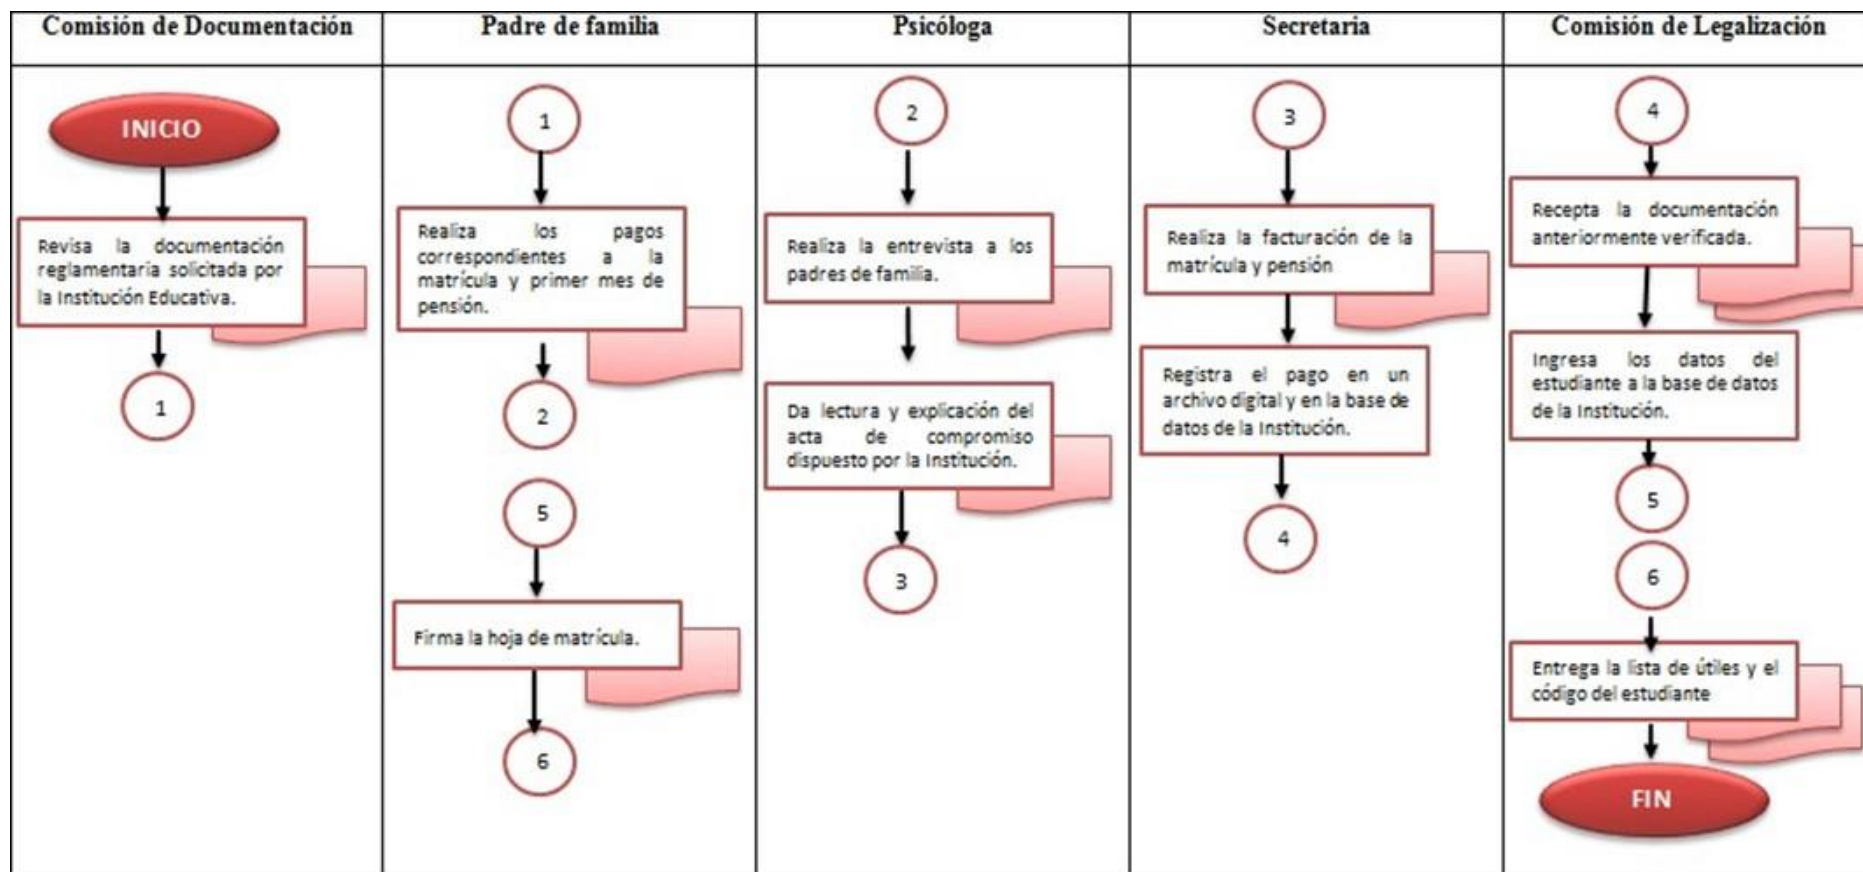 Comisión de Documentación
Padre de familia
Psicóloga
Secretaria
Comisión de Legalización
INICIO
Revisa la documentación
reglamentaria solicitada por
la Institución Educativa.
1
1
Realiza los pagos
correspondientes a la
matrícula y primer mes de
pensión.
2
5
Firma la hoja de matrícula.
6
2
Realiza la entrevista a los
padres de familia.
Da lectura y explicación del
acta de compromiso
dispuesto por la Institución.
3
3
Realiza la facturación de la
matrícula y pensión
Registra el pago en un
archivo digital y en la base de
datos de la Institución.
4
4
Recepta la documentación
anteriormente verificada.
Ingresa los datos del
estudiante a la base de datos
de la Institución.
5
6
Entrega la lista de útiles y el
código del estudiante
FIN